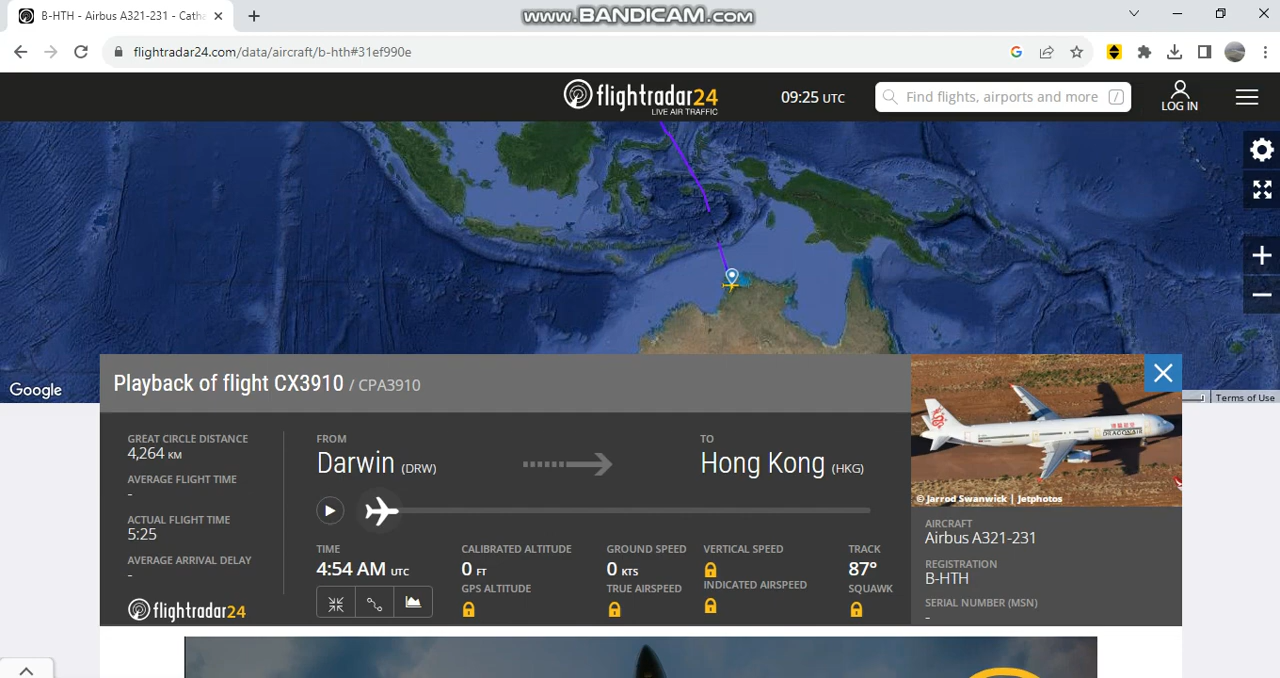 www.BANDICAM.com
B-HTH - Airbus A321-231 - Catha
flightradar24.com/data/aircraft/b-hth#31ef990e
flightradar24
LIVE AIR TRAFFIC
09:25 UTC
Find flights, airports and more /
LOG IN
Google
Terms of Use
Playback of flight CX3910 / CPA3910
GREAT CIRCLE DISTANCE
4,264 KM
AVERAGE FLIGHT TIME
-
ACTUAL FLIGHT TIME
5:25
AVERAGE ARRIVAL DELAY
-
flightradar24
FROM
Darwin (DRW)
TO
Hong Kong (HKG)
TIME
4:54 AM UTC
CALIBRATED ALTITUDE
0 FT
GPS ALTITUDE
GROUND SPEED
0 KTS
TRUE AIRSPEED
VERTICAL SPEED
INDICATED AIRSPEED
TRACK
87°
SQUAWK
DRAGONAIR
© Jarrod Swanwick | Jetphotos
AIRCRAFT
Airbus A321-231
REGISTRATION
B-HTH
SERIAL NUMBER (MSN)
-